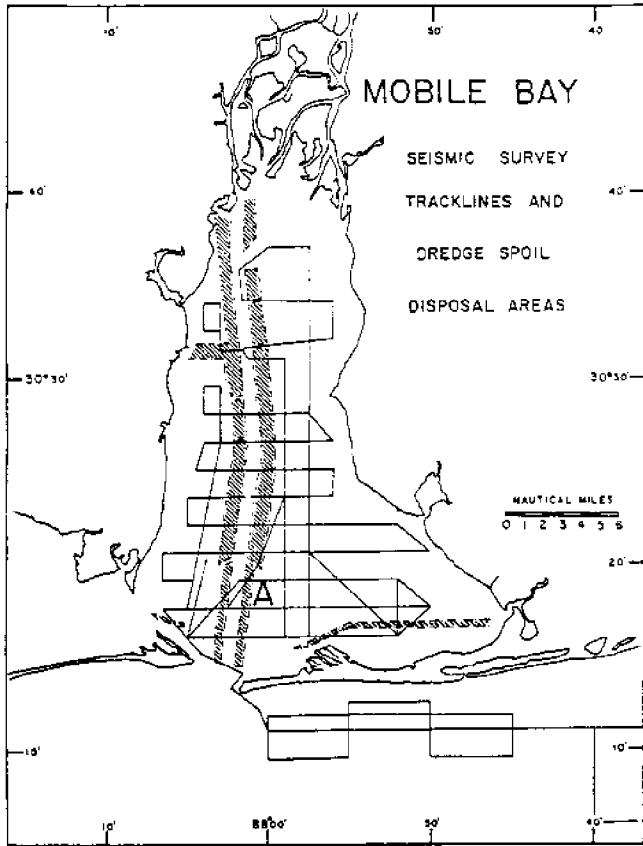 10' 50' 40'
MOBILE BAY
SEISMIC SURVEY
40' TRACKLINES AND 40'
DREDGE SPOIL
DISPOSAL AREAS
30°30' 30°30'
NAUTICAL MILES
0 1 2 3 4 5 6
20'
A
15' 10'
10' 88°00' 50' 40' 10'